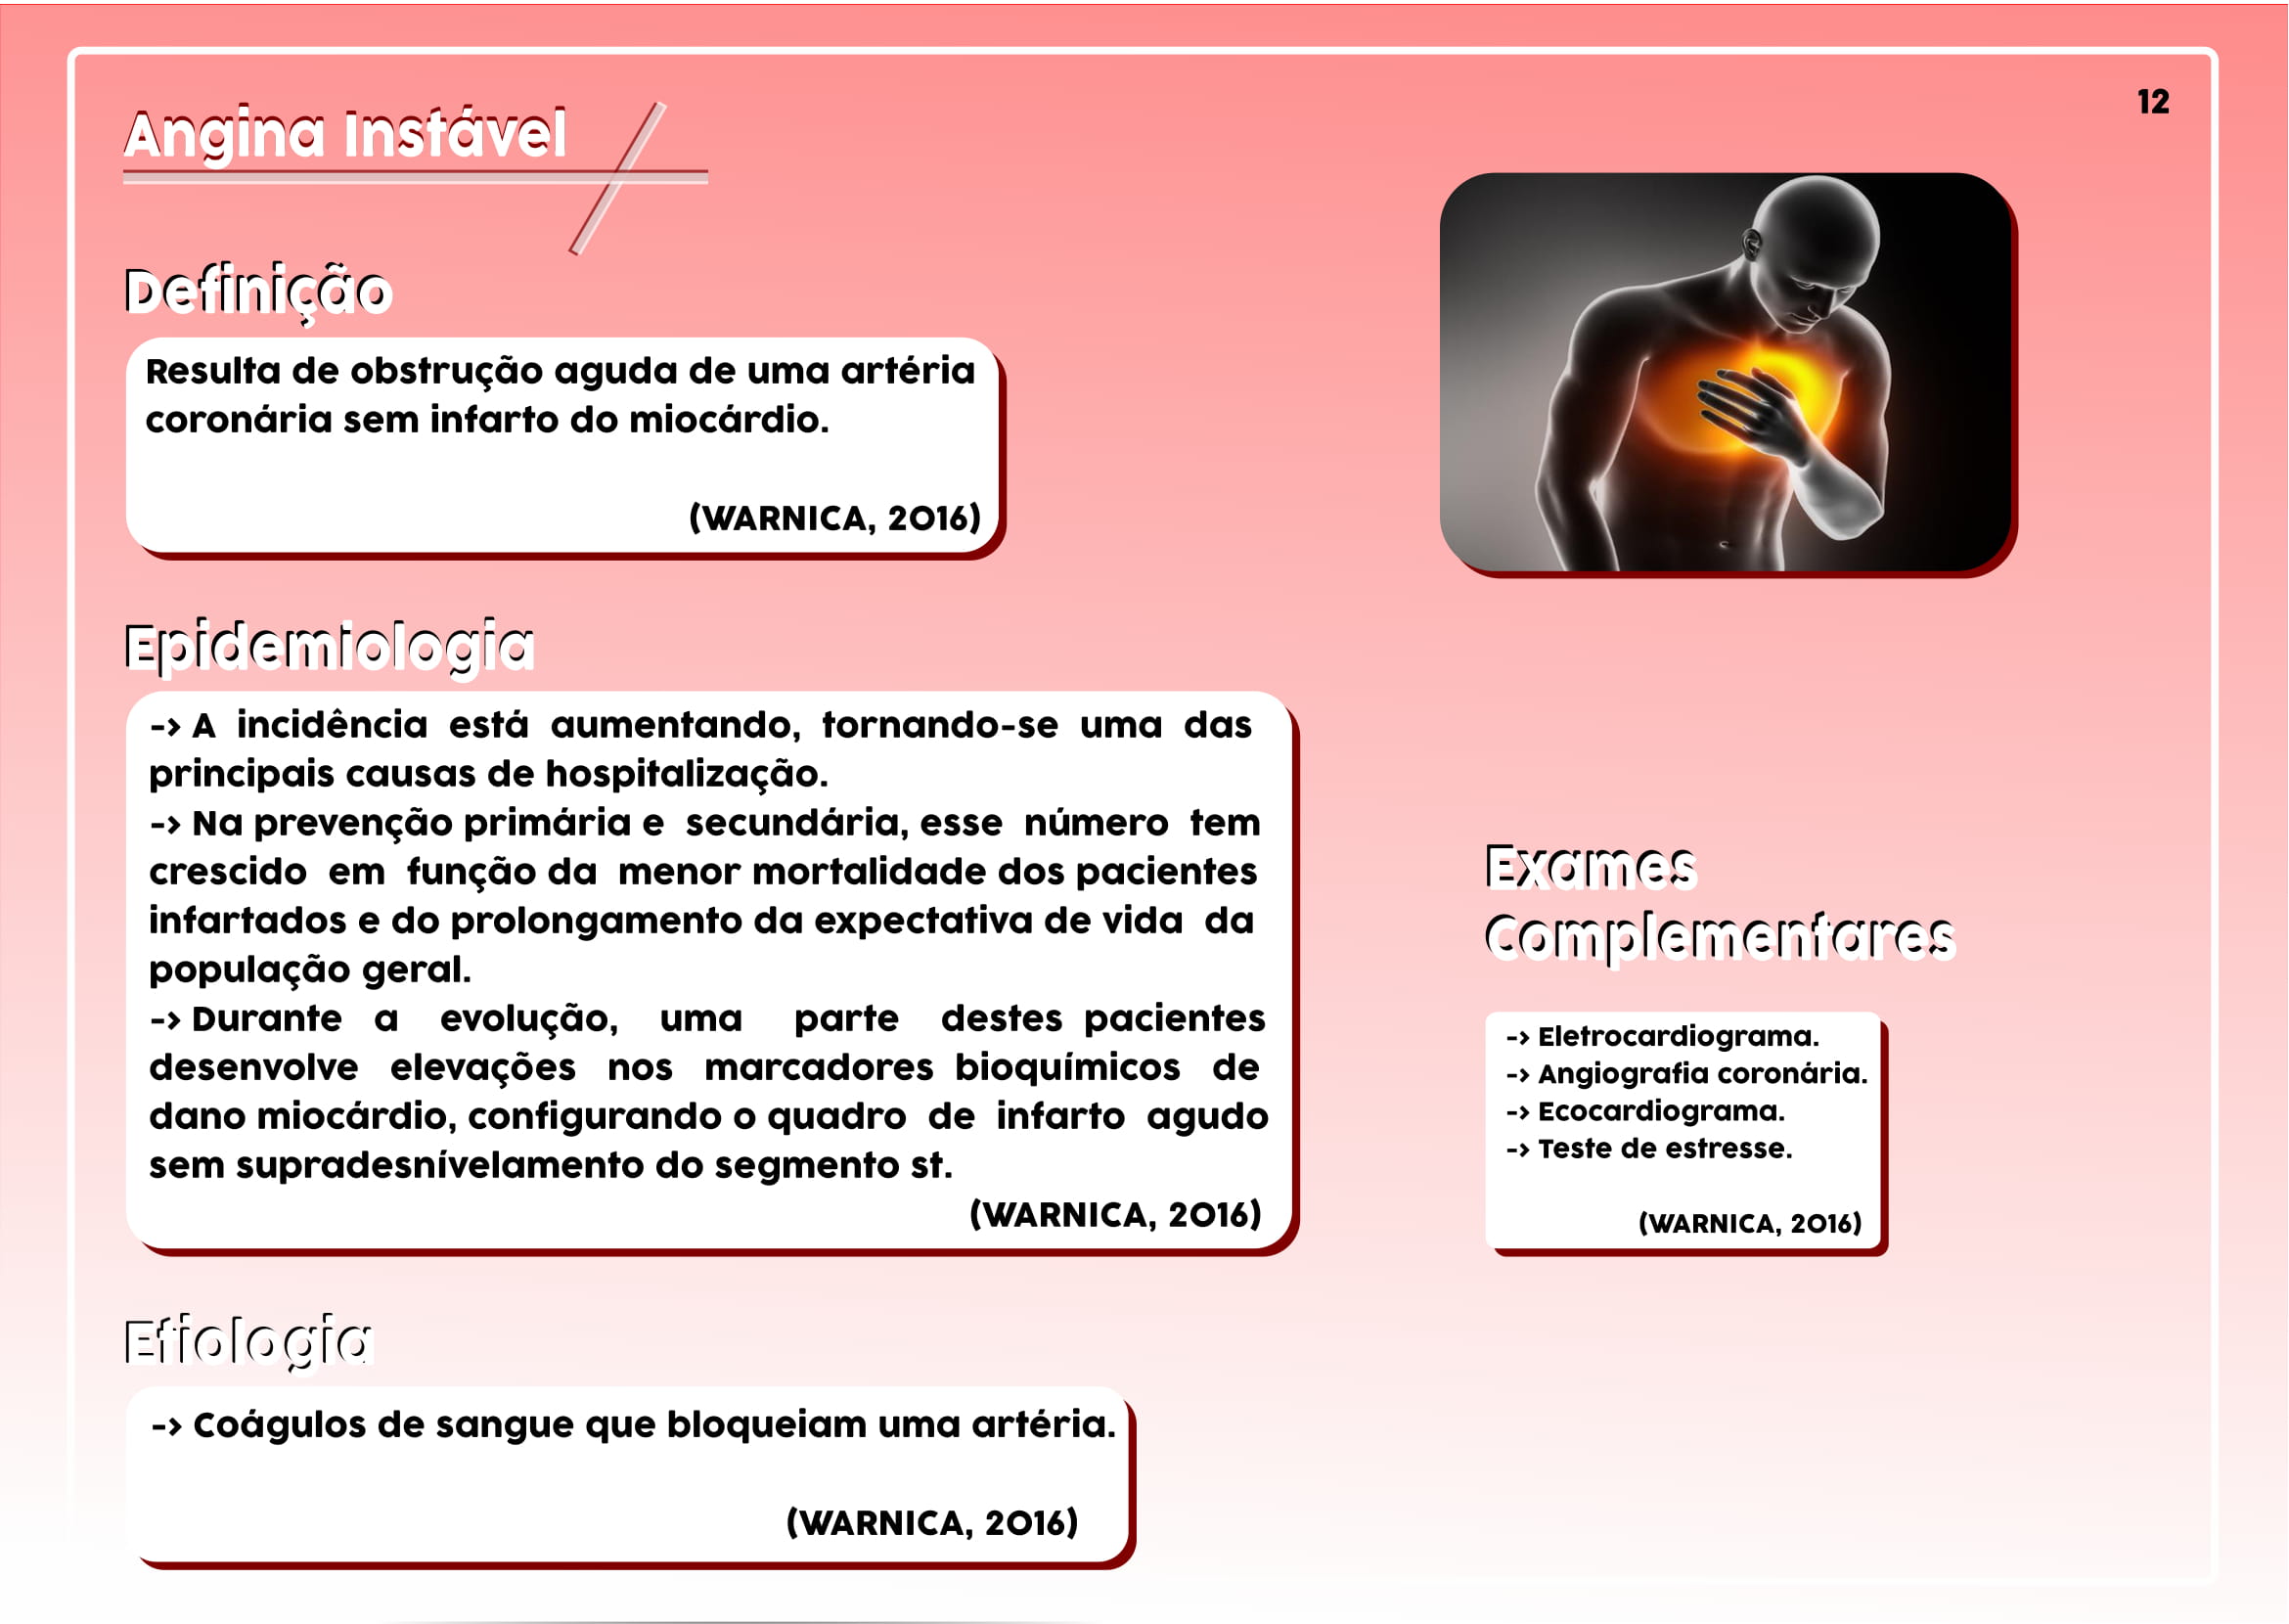 12
Angina Instável
Definição
Resulta de obstrução aguda de uma artéria
coronária sem infarto do miocárdio.
(WARNICA, 2016)
Epidemiologia
-> A incidência está aumentando, tornando-se uma das
principais causas de hospitalização.
-> Na prevenção primária e secundária, esse número tem
crescido em função da menor mortalidade dos pacientes
infartados e do prolongamento da expectativa de vida da
população geral.
-> Durante a evolução, uma parte destes pacientes
desenvolve elevações nos marcadores bioquímicos de
dano miocárdio, configurando o quadro de infarto agudo
sem supradesnívelamento do segmento st.
(WARNICA, 2016)
Etiologia
-> Coágulos de sangue que bloqueiam uma artéria.
(WARNICA, 2016)
Exames
Complementares
-> Eletrocardiograma.
-> Angiografia coronária.
-> Ecocardiograma.
-> Teste de estresse.
(WARNICA, 2016)